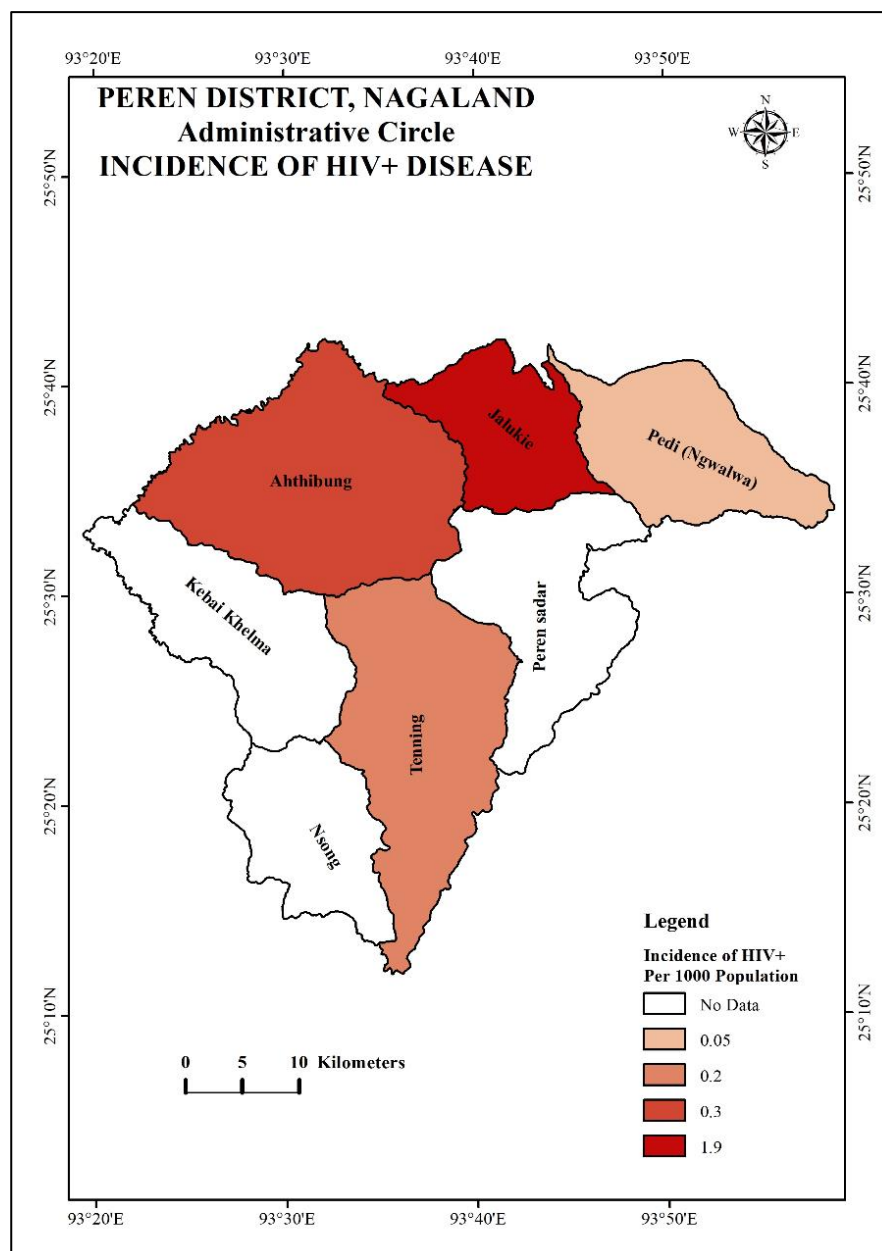 93°20'E 93°30'E 93°40'E 93°50'E
PEREN DISTRICT, NAGALAND
Administrative Circle
INCIDENCE OF HIV+ DISEASE
N
W E
S
25°50'N 25°50'N
25°40'N 25°40'N
Jalukie
Pedi (Ngwalwa)
Ahthibung
25°30'N 25°30'N
Kebai Khelma
Peren sadar
Tenning
25°20'N 25°20'N
Nsong
Legend
Incidence of HIV+
Per 1000 Population
No Data
25°10'N 25°10'N
0.05
0 5 10 Kilometers
0.2
0.3
1.9
93°20'E 93°30'E 93°40'E 93°50'E